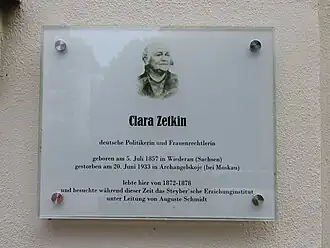 Clara Zetkin
deutsche Politikerin und Frauenrechtlerin
geboren am 5. Juli 1857 in Wiederau (Sachsen)
gestorben am 20. Juni 1933 in Archangelskoje (bei Moskau)
lebte hier von 1872-1878
und besuchte während dieser Zeit das Steyber'sche Erziehungsinstitut
unter Leitung von Auguste Schmidt